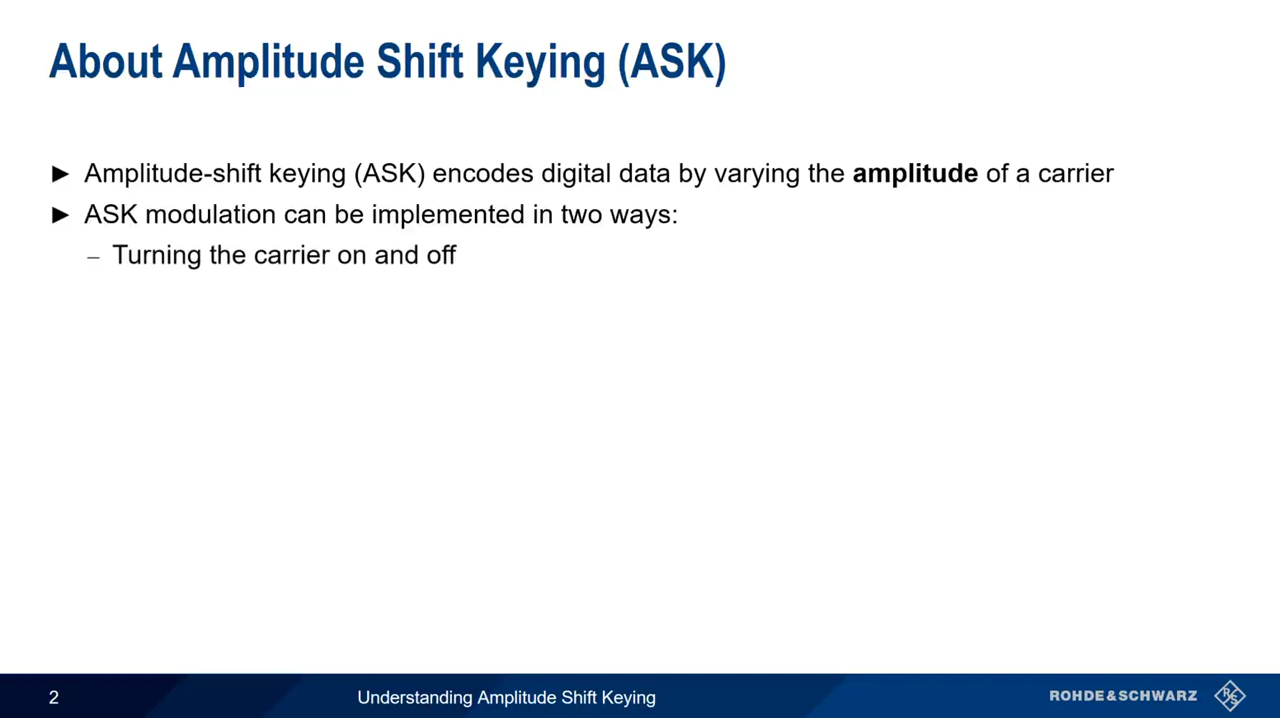 About Amplitude Shift Keying (ASK)
► Amplitude-shift keying (ASK) encodes digital data by varying the amplitude of a carrier
► ASK modulation can be implemented in two ways:
– Turning the carrier on and off
2
Understanding Amplitude Shift Keying
ROHDE&SCHWARZ
R S